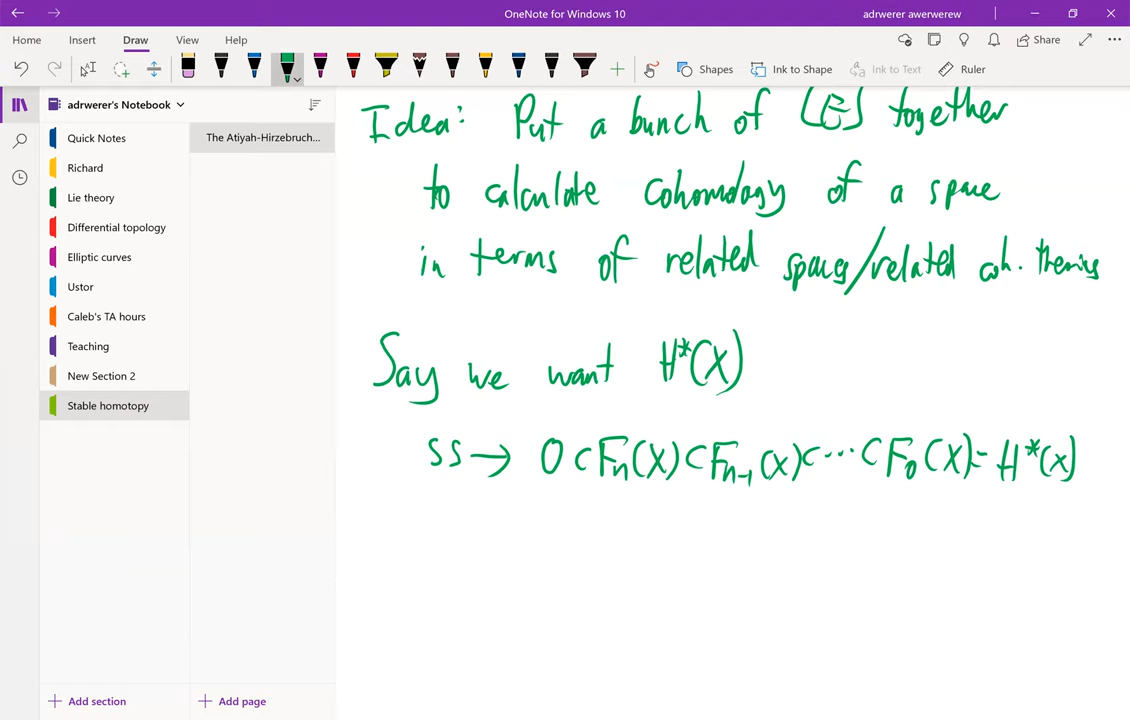 OneNote for Windows 10
adrwerer awerwerew
Home Insert Draw View Help
Share
Shapes
Ink to Shape
Ink to Text
Ruler
adrwerer's Notebook
Quick Notes
Richard
Lie theory
Differential topology
Elliptic curves
Ustor
Caleb's TA hours
Teaching
New Section 2
Stable homotopy
The Atiyah-Hirzebruch...
Add section
Add page
Idea: Put a bunch of LES together
to calculate cohomology of a space
in terms of related spaces/related coh. theories
Say we want H*(X)
SS → 0 ⊂ Fn(X) ⊂ Fn-1(X) ⊂ ... ⊂ F0(X) = H*(X)